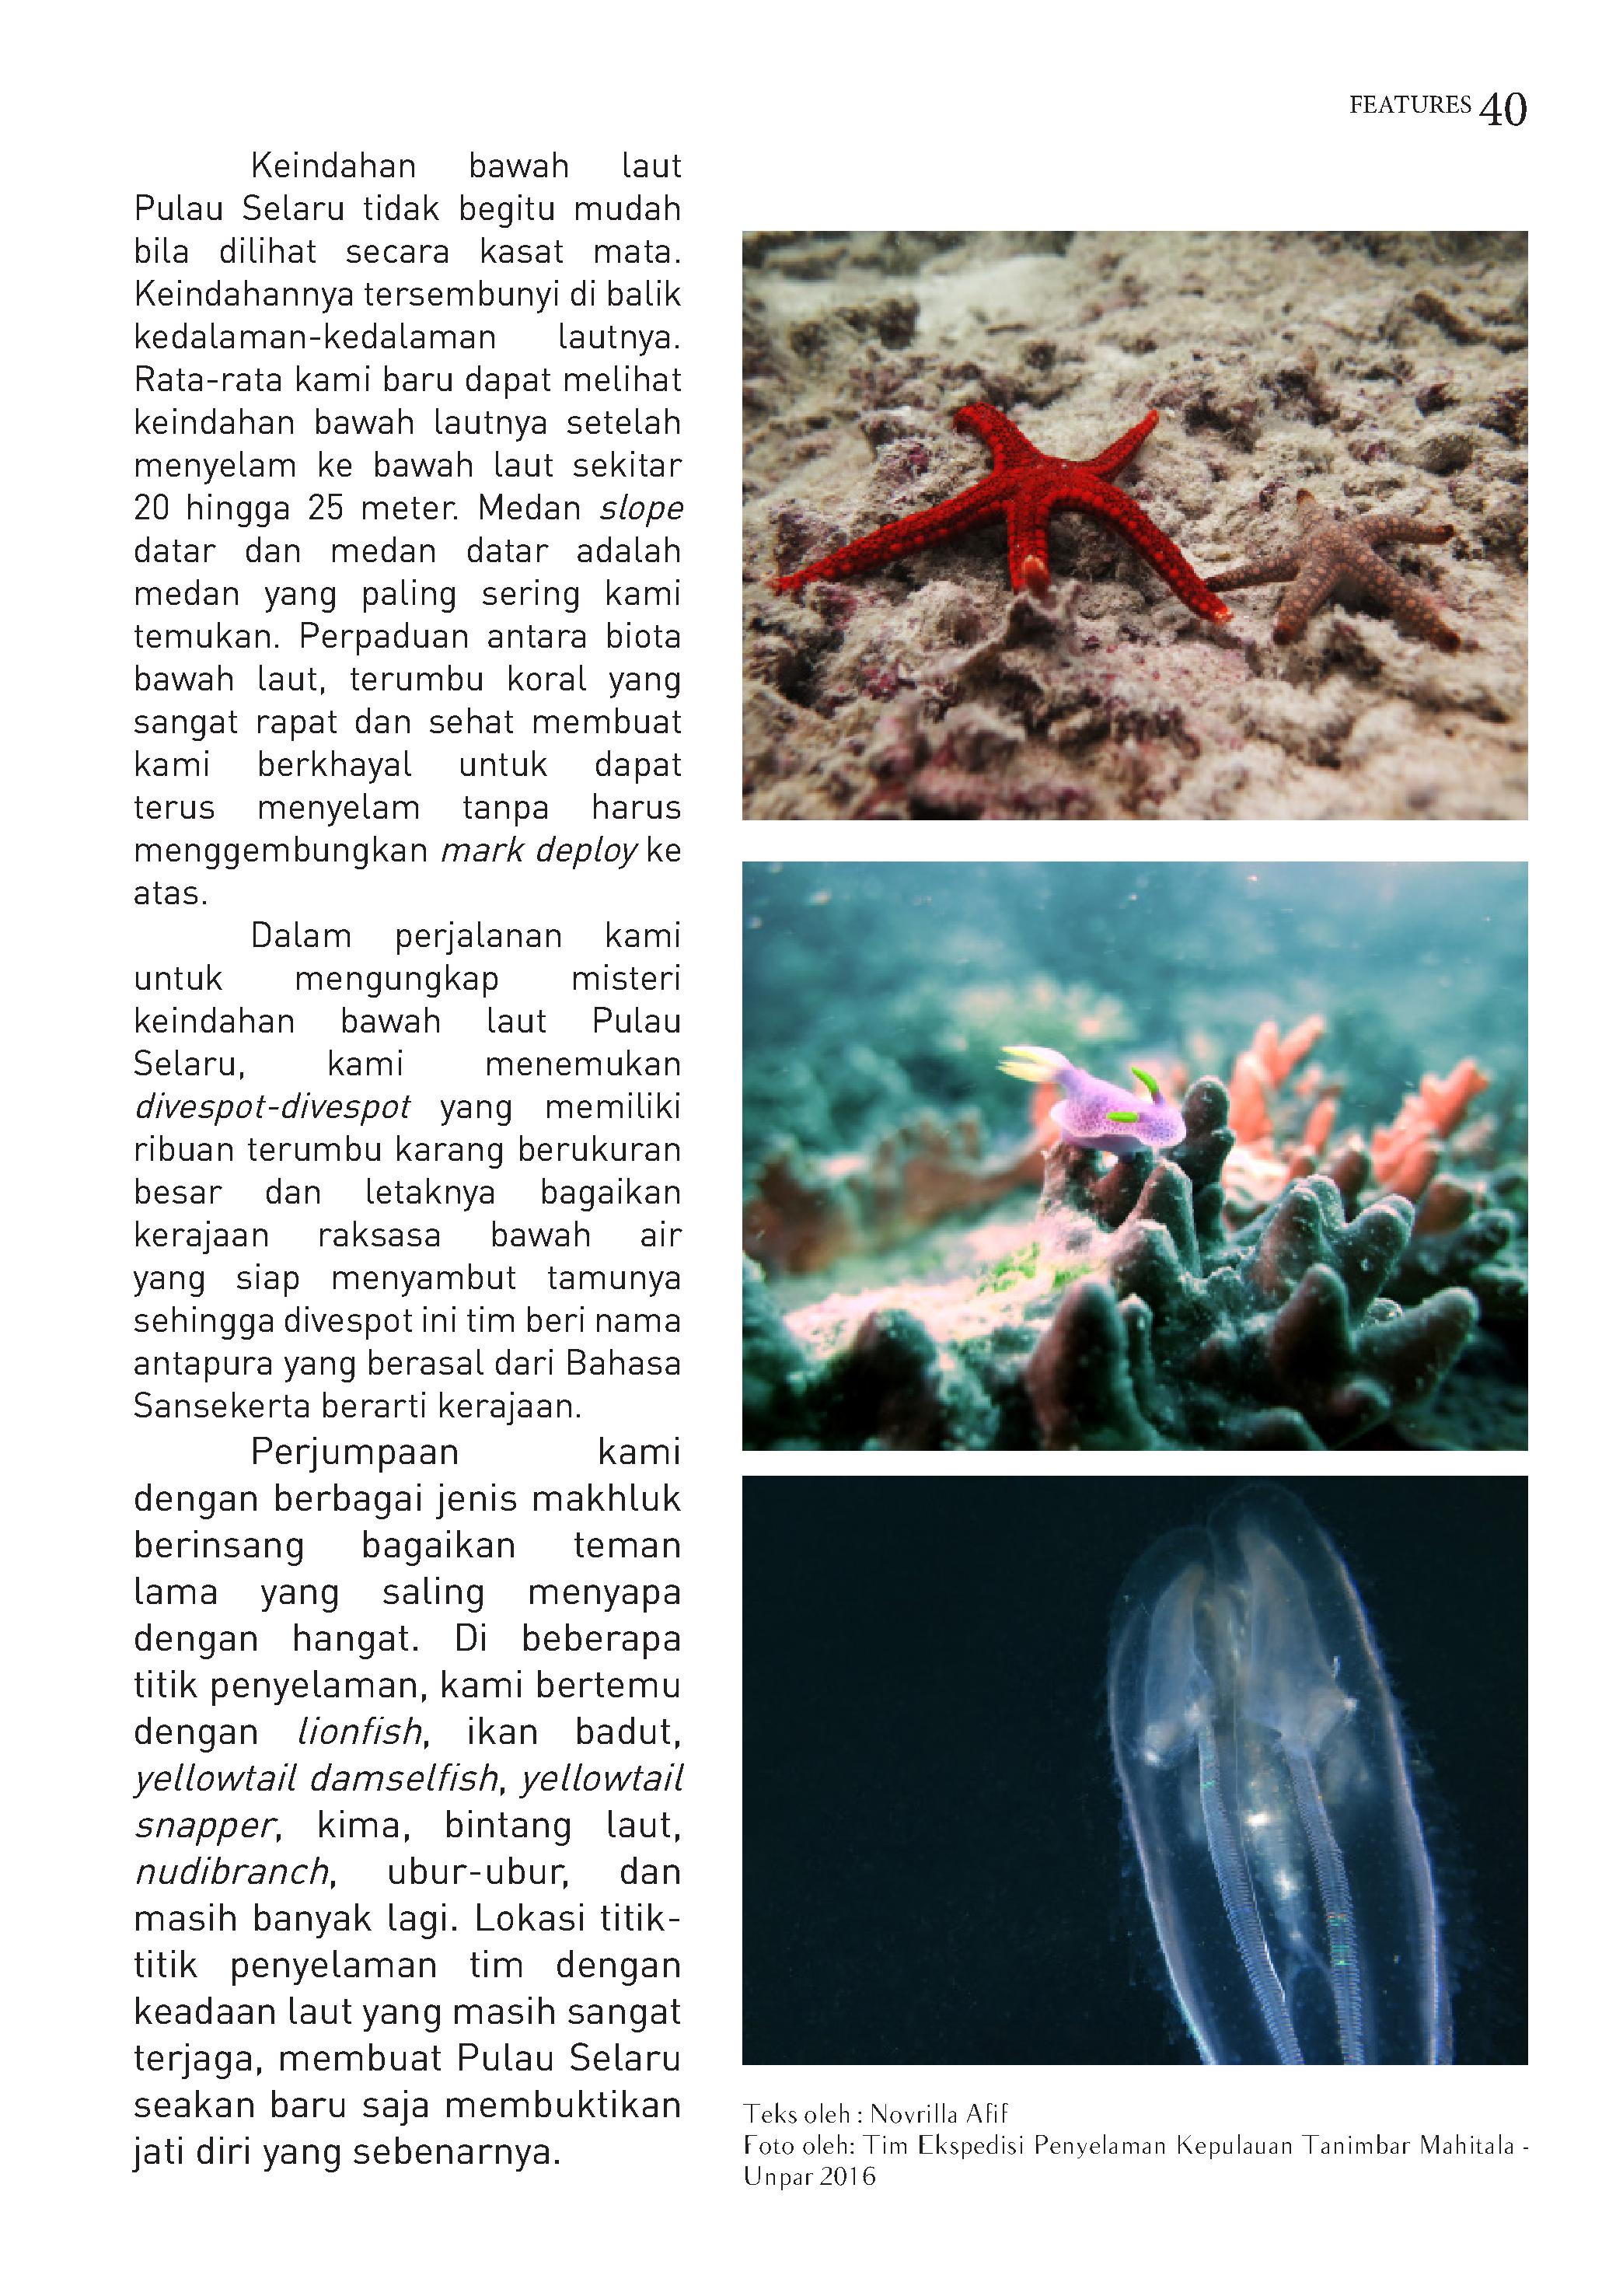 FEATURES 40
Keindahan bawah laut
Pulau Selaru tidak begitu mudah
bila dilihat secara kasat mata.
Keindahannya tersembunyi di balik
kedalaman-kedalaman lautnya.
Rata-rata kami baru dapat melihat
keindahan bawah lautnya setelah
menyelam ke bawah laut sekitar
20 hingga 25 meter. Medan slope
datar dan medan datar adalah
medan yang paling sering kami
temukan. Perpaduan antara biota
bawah laut, terumbu koral yang
sangat rapat dan sehat membuat
kami berkhayal untuk dapat
terus menyelam tanpa harus
menggembungkan mark deploy ke
atas.
Dalam perjalanan kami
untuk mengungkap misteri
keindahan bawah laut Pulau
Selaru, kami menemukan
divespot-divespot yang memiliki
ribuan terumbu karang berukuran
besar dan letaknya bagaikan
kerajaan raksasa bawah air
yang siap menyambut tamunya
sehingga divespot ini tim beri nama
antapura yang berasal dari Bahasa
Sansekerta berarti kerajaan.
Perjumpaan kami
dengan berbagai jenis makhluk
berinsang bagaikan teman
lama yang saling menyapa
dengan hangat. Di beberapa
titik penyelaman, kami bertemu
dengan lionfish, ikan badut,
yellowtail damselfish, yellowtail
snapper, kima, bintang laut,
nudibranch, ubur-ubur, dan
masih banyak lagi. Lokasi titik-
titik penyelaman tim dengan
keadaan laut yang masih sangat
terjaga, membuat Pulau Selaru
seakan baru saja membuktikan
jati diri yang sebenarnya.
Teks oleh : Novrilla Afif
Foto oleh: Tim Ekspedisi Penyelaman Kepulauan Tanimbar Mahitala -
Unpar 2016